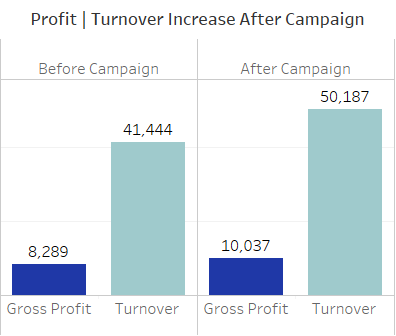 Profit | Turnover Increase After Campaign
Before Campaign After Campaign
50,187
41,444
10,037
8,289
Gross Profit Turnover Gross Profit Turnover